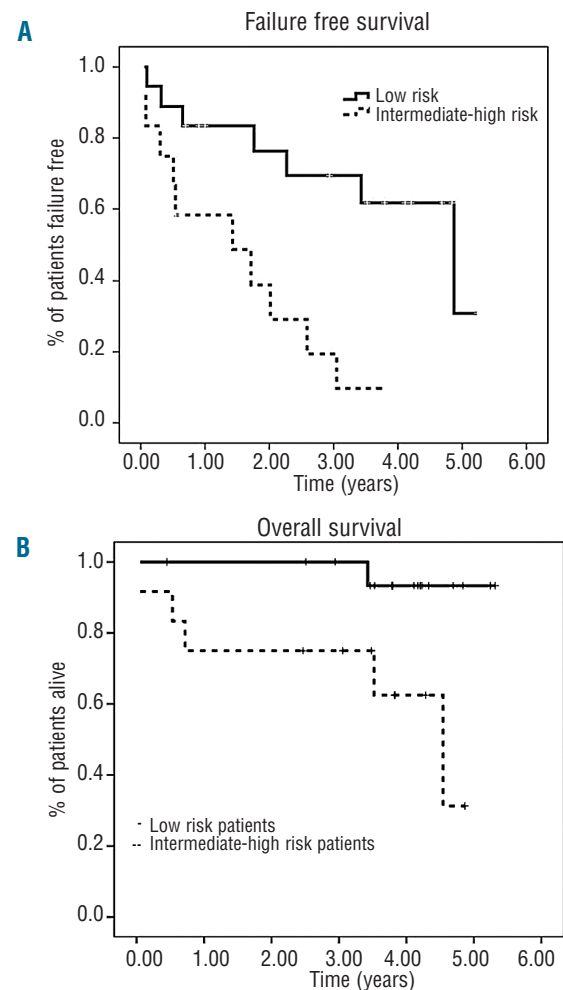 A
Failure free survival
% of patients failure free
1.0
0.8
0.6
0.4
0.2
0.0
Low risk
Intermediate-high risk
0.00 1.00 2.00 3.00 4.00 5.00 6.00
Time (years)
B
Overall survival
% of patients alive
1.0
0.8
0.6
0.4
0.2
0.0
- Low risk patients
-- Intermediate-high risk patients
0.00 1.00 2.00 3.00 4.00 5.00 6.00
Time (years)